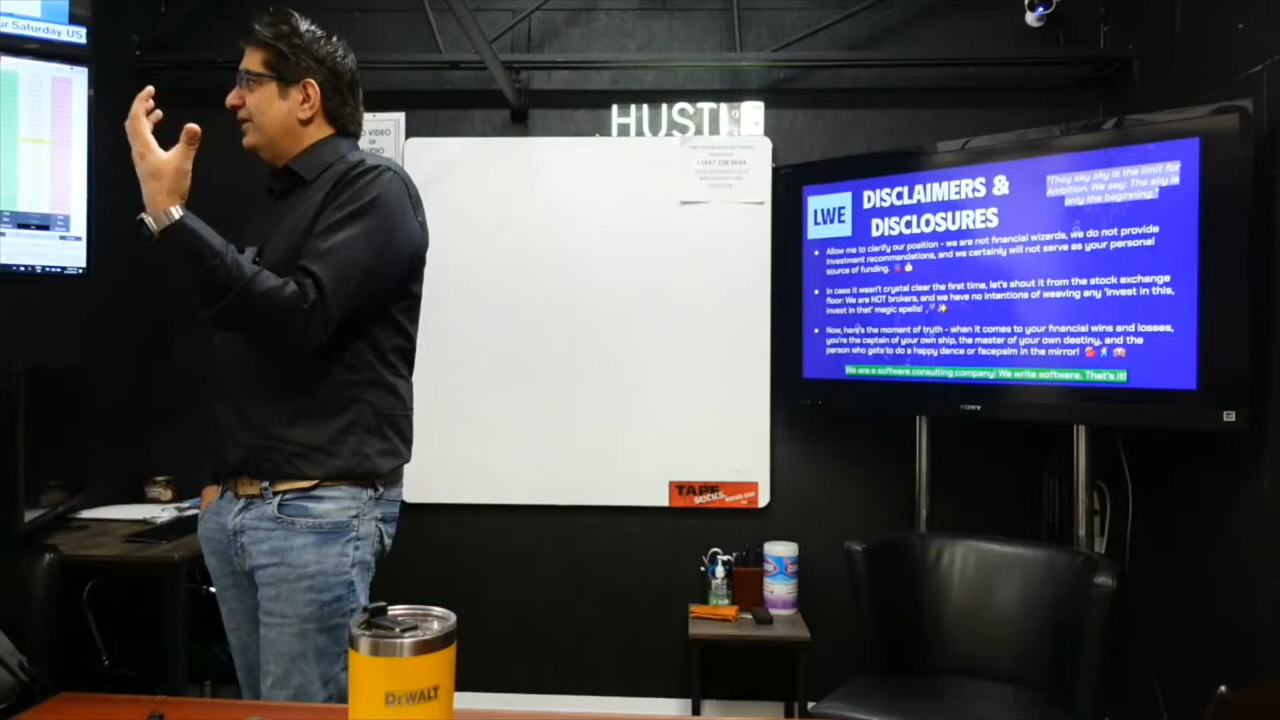 ur Saturday US
HUSTLE
O VIDEO
or
AUDIO
LWE
DISCLAIMERS &
DISCLOSURES
"They say sky is the limit for
Ambition. We say: The sky is
only the beginning."
Allow me to clarify our position - we are not financial wizards, we do not provide
investment recommendations, and we certainly will not serve as your personal
source of funding.
In case it wasn't crystal clear the first time, let's shout it from the stock exchange
floor: We are NOT brokers, and we have no intentions of weaving any 'invest in this,
invest in that' magic spells!
Now, here's the moment of truth - when it comes to your financial wins and losses,
you're the captain of your own ship, the master of your own destiny, and the
person who gets to do a happy dance or facepalm in the mirror!
We are a software consulting company! We write software. That's it!
SONY
TAPE
SUCKS
DEWALT